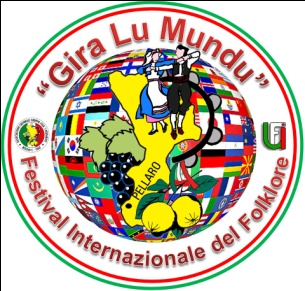 "Gira Lu Mundu"
PELLARO
Festival Internazionale del Folklore